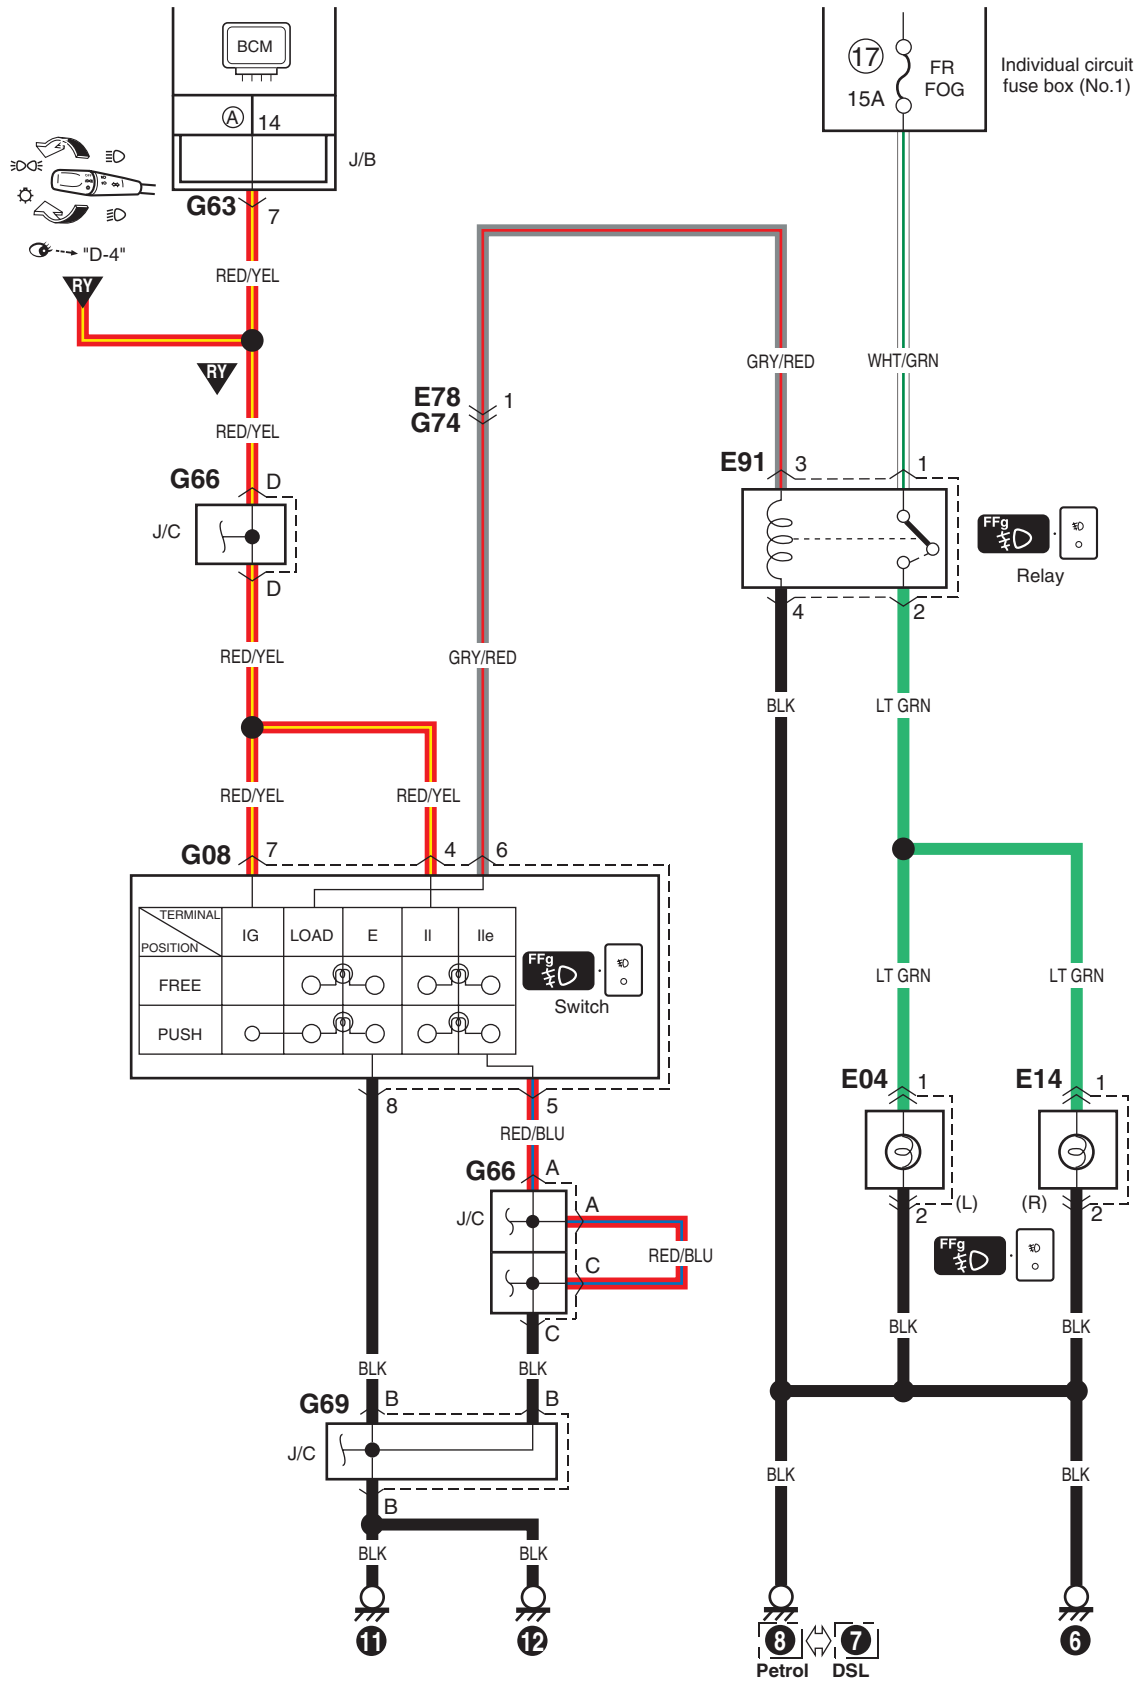 BCM
A
14
J/B
G63
7
"D-4"
RY
RED/YEL
RY
RED/YEL
G66
D
J/C
D
RED/YEL
RED/YEL
RED/YEL
17
15A
FR
FOG
Individual circuit
fuse box (No.1)
GRY/RED
WHT/GRN
E78
G74
1
GRY/RED
E91
3
1
FFg
Relay
4
2
BLK
LT GRN
G08
7
4
6
TERMINAL
POSITION
IG
LOAD
E
II
IIe
FREE
PUSH
FFg
Switch
8
5
RED/BLU
G66
A
J/C
A
RED/BLU
C
C
LT GRN
LT GRN
E04
1
E14
1
2
(L)
(R)
2
FFg
BLK
BLK
BLK
BLK
G69
B
B
J/C
B
BLK
BLK
BLK
BLK
11
12
8
7
Petrol
DSL
6